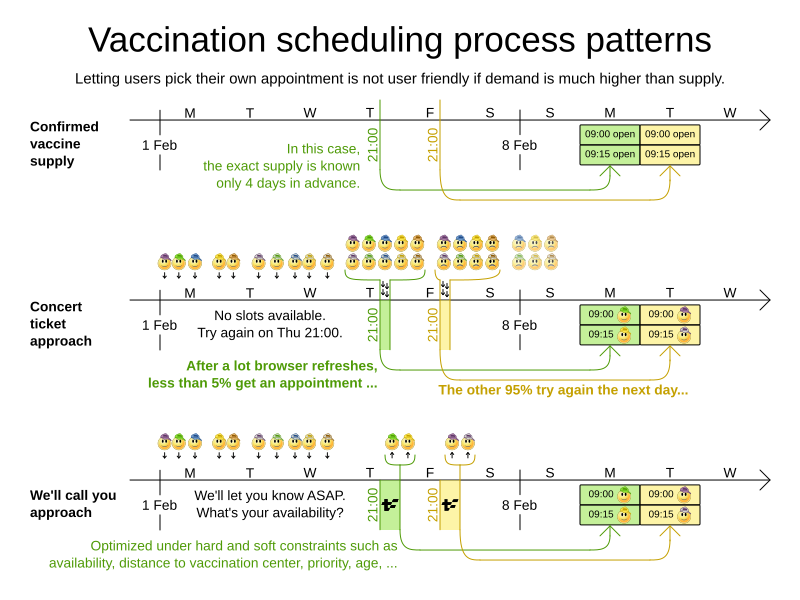 Vaccination scheduling process patterns
Letting users pick their own appointment is not user friendly if demand is much higher than supply.
Confirmed
vaccine
supply
M T W T F S S M T W
1 Feb
8 Feb
21:00
21:00
In this case,
the exact supply is known
only 4 days in advance.
09:00 open 09:00 open
09:15 open 09:15 open
Concert
ticket
approach
M T W T F S S M T W
1 Feb
8 Feb
No slots available.
Try again on Thu 21:00.
21:00
21:00
09:00 09:00
09:15 09:15
After a lot browser refreshes,
less than 5% get an appointment ...
The other 95% try again the next day...
We'll call you
approach
M T W T F S S M T W
1 Feb
8 Feb
We'll let you know ASAP.
What's your availability?
21:00
21:00
09:00 09:00
09:15 09:15
Optimized under hard and soft constraints such as
availability, distance to vaccination center, priority, age, ...